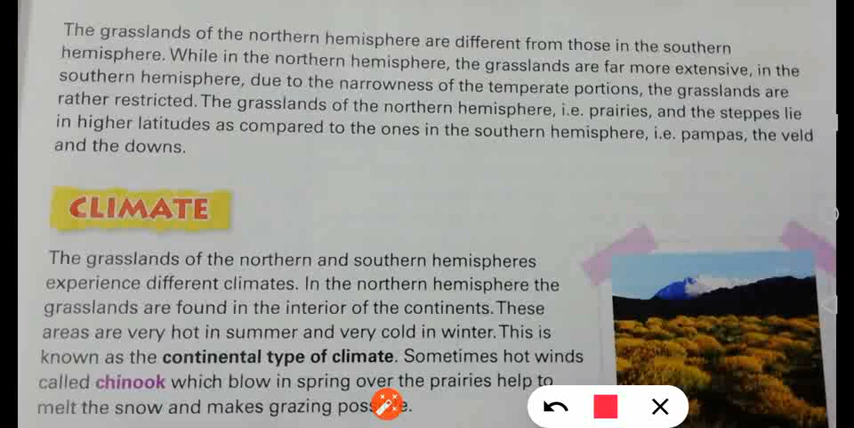 The grasslands of the northern hemisphere are different from those in the southern
hemisphere. While in the northern hemisphere, the grasslands are far more extensive, in the
southern hemisphere, due to the narrowness of the temperate portions, the grasslands are
rather restricted. The grasslands of the northern hemisphere, i.e. prairies, and the steppes lie
in higher latitudes as compared to the ones in the southern hemisphere, i.e. pampas, the veld
and the downs.
CLIMATE
The grasslands of the northern and southern hemispheres
experience different climates. In the northern hemisphere the
grasslands are found in the interior of the continents. These
areas are very hot in summer and very cold in winter. This is
known as the continental type of climate. Sometimes hot winds
called chinook which blow in spring over the prairies help to
melt the snow and makes grazing